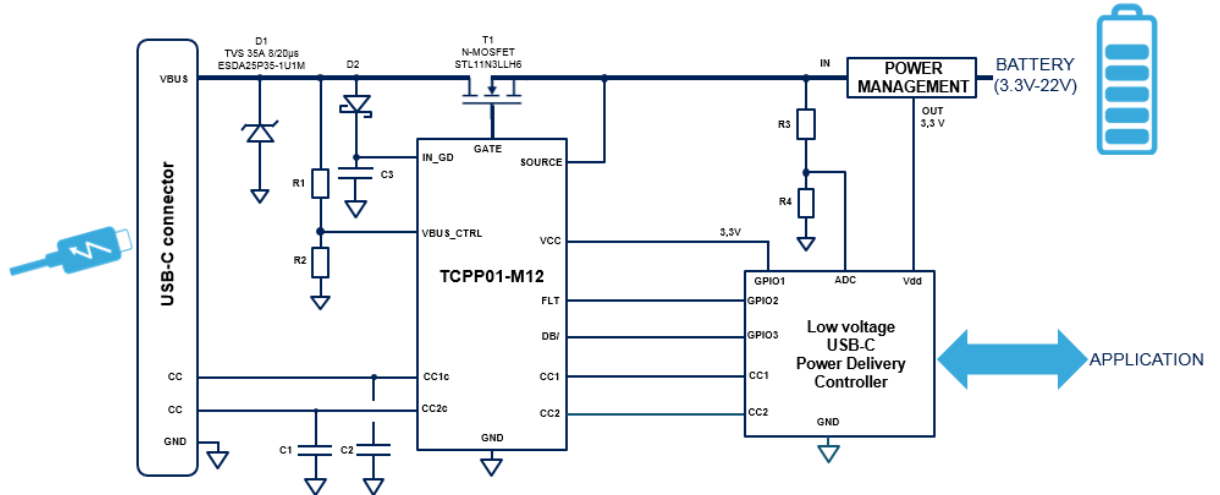 D1
TVS 35A 8/20µs
ESDA25P35-1U1M
D2
T1
N-MOSFET
STL11N3LLH6
VBUS
IN
POWER
MANAGEMENT
BATTERY
(3.3V-22V)
OUT
3,3 V
R3
GATE
IN_GD
SOURCE
C3
R1
R4
VBUS_CTRL
VCC
3,3V
R2
USB-C connector
TCPP01-M12
GPIO1
ADC
Vdd
FLT
GPIO2
Low voltage
USB-C
Power Delivery
Controller
DB/
GPIO3
APPLICATION
CC
CC1c
CC1
CC1
CC
CC2c
CC2
CC2
GND
GND
GND
C1
C2